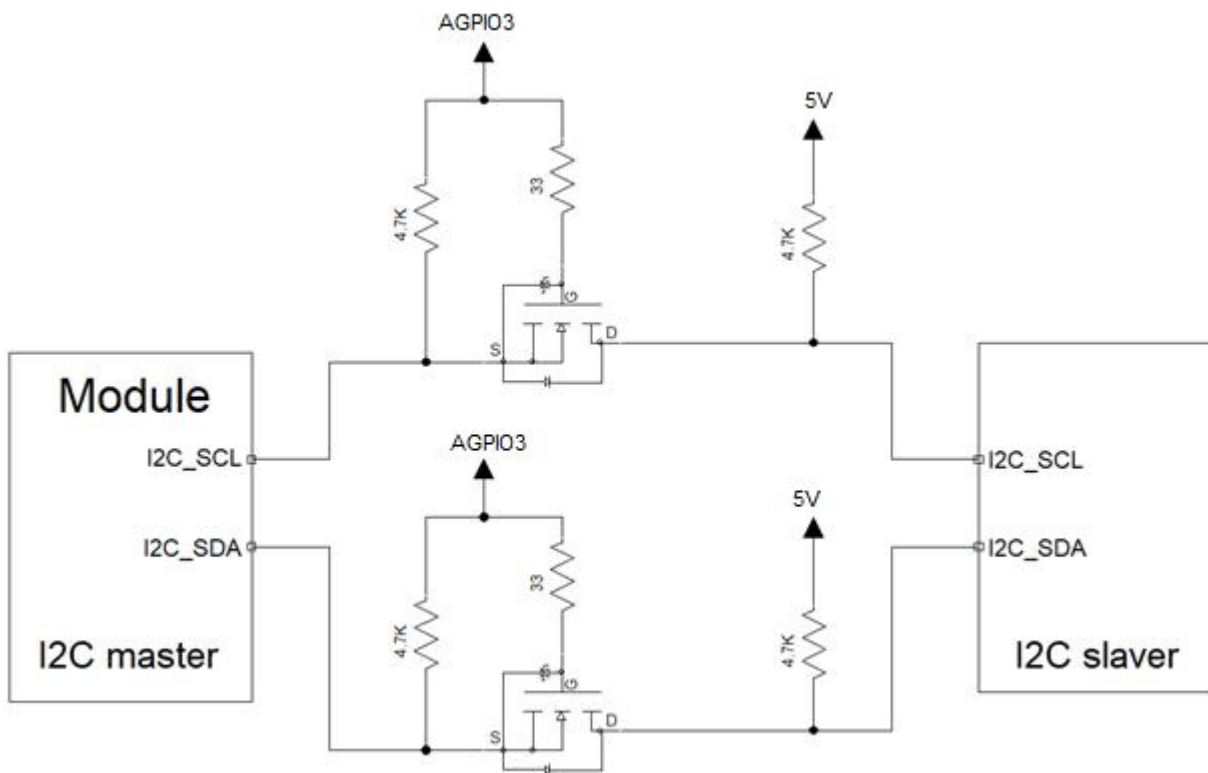 AGPIO3
5V
33
4.7K
4.7K
G
D
S
Module
I2C_SCL
I2C_SCL
AGPIO3
5V
I2C_SDA
I2C_SDA
33
4.7K
4.7K
I2C master
I2C slaver
G
D
S